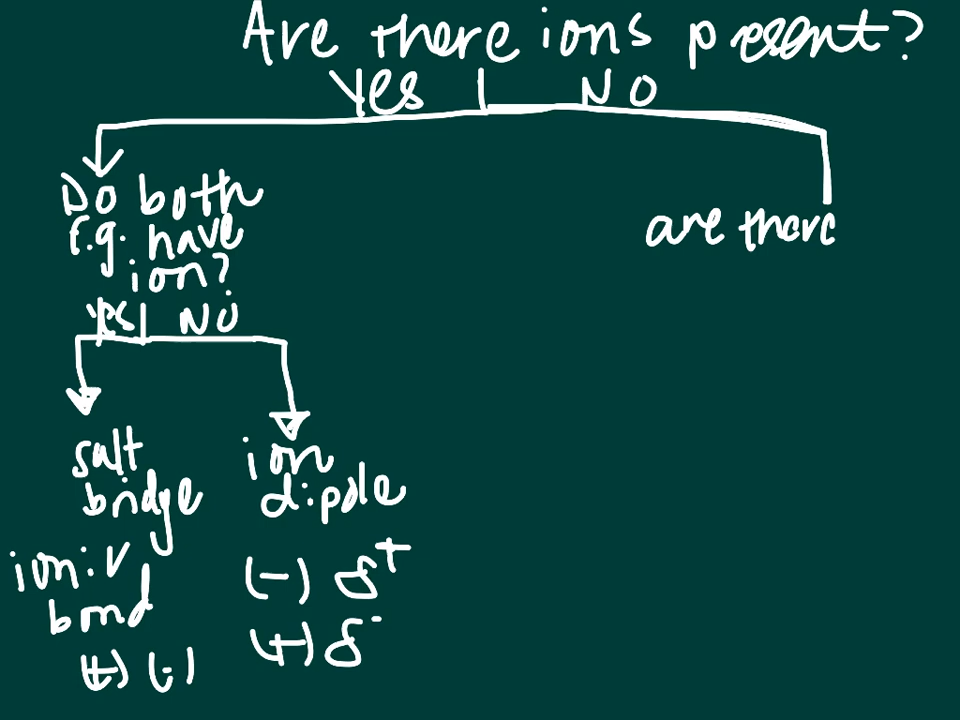 Are there ions present?
Yes NO
Do both
f.g. have
ion?
Yes NO
are there
salt
bridge
ion
dipole
bond
(+) (-)
(-) δ+
(+) δ-